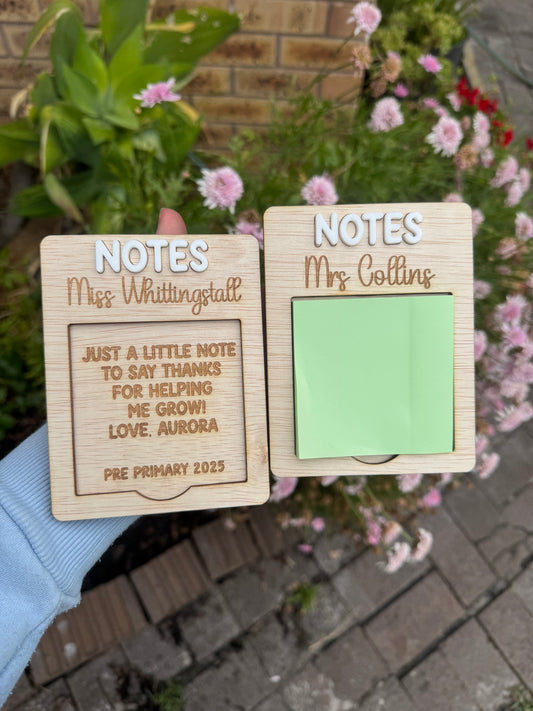 NOTES
Miss Whittingstall
JUST A LITTLE NOTE
TO SAY THANKS
FOR HELPING
ME GROW!
LOVE, AURORA
PRE PRIMARY 2025
NOTES
Mrs Collins